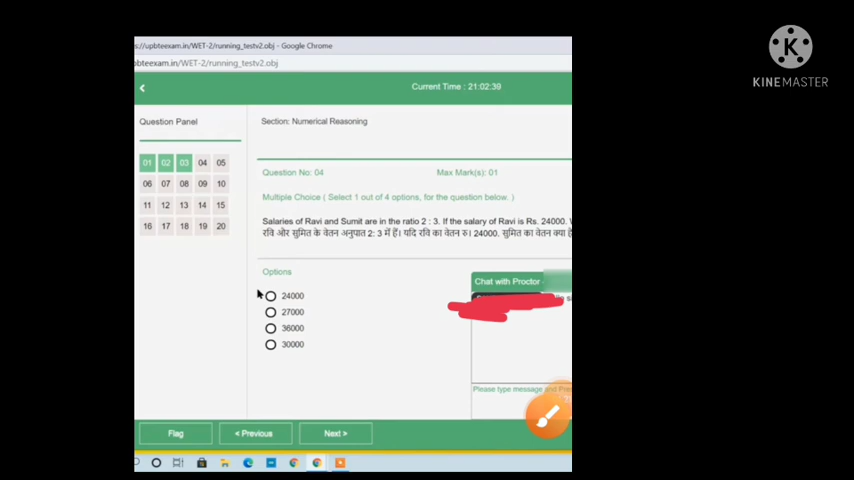 s://upbteexam.in/WET-2/running_testv2.obj - Google Chrome
bteexam.in/WET-2/running_testv2.obj
K
KINEMASTER
Current Time : 21:02:39
Question Panel
Section: Numerical Reasoning
01 02 03 04 05
06 07 08 09 10
11 12 13 14 15
16 17 18 19 20
Question No: 04 Max Mark(s): 01
Multiple Choice ( Select 1 out of 4 options, for the question below. )
Salaries of Ravi and Sumit are in the ratio 2 : 3. If the salary of Ravi is Rs. 24000.
रवि ओर सुमित के वेतन अनुपात 2: 3 में हैं। यदि रवि का वेतन रु। 24000. सुमित का वेतन क्या है
Options
24000
27000
36000
30000
Chat with Proctor
Please type message and
Flag < Previous Next >